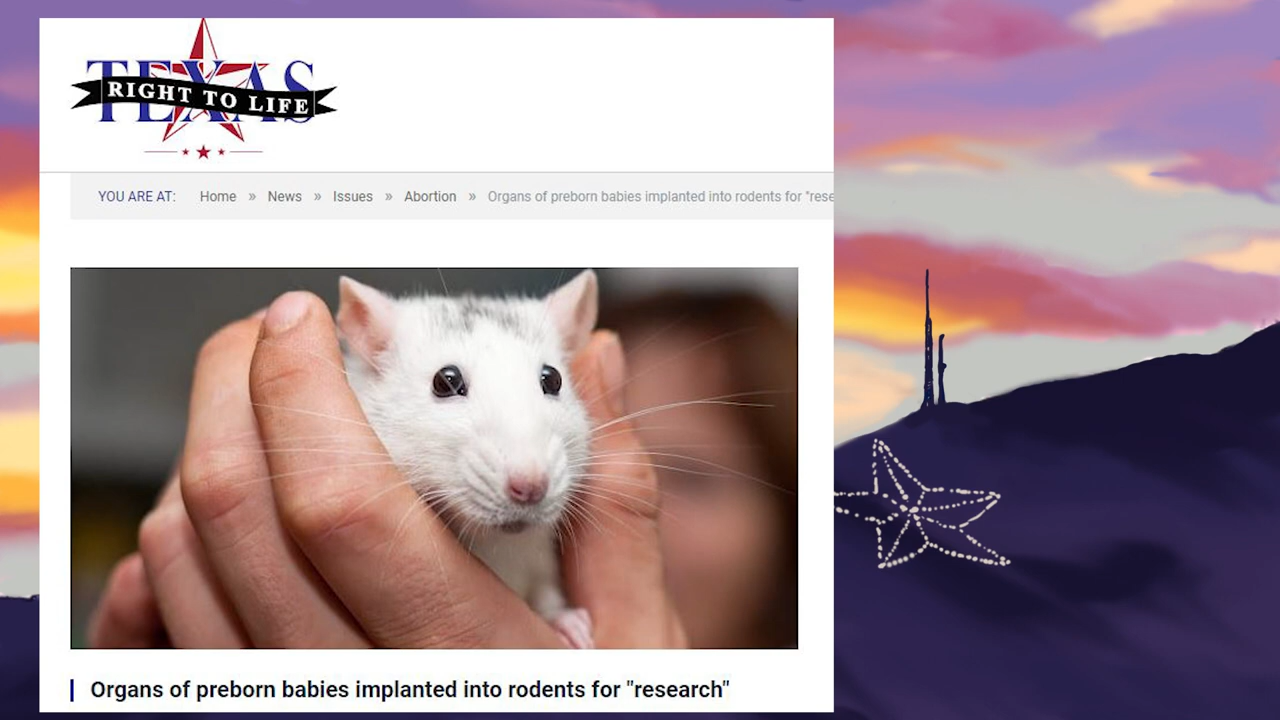 TEXAS
RIGHT TO LIFE
YOU ARE AT: Home » News » Issues » Abortion » Organs of preborn babies implanted into rodents for "rese
Organs of preborn babies implanted into rodents for "research"